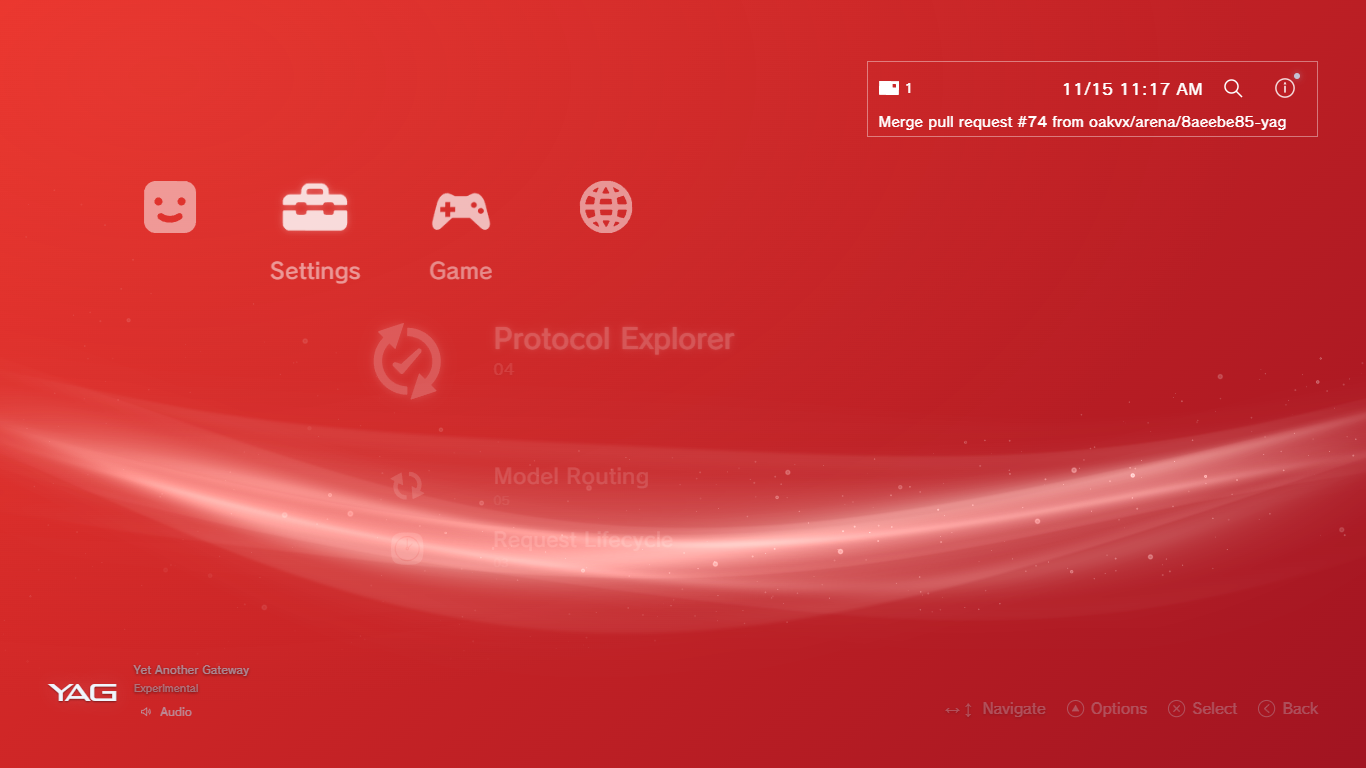 1
11/15 11:17 AM
Merge pull request #74 from oakvx/arena/8aeebe85-yag
Settings
Game
Protocol Explorer
04
Model Routing
05
Request Lifecycle
YAG
Yet Another Gateway
Experimental
Audio
Navigate
Options
Select
Back